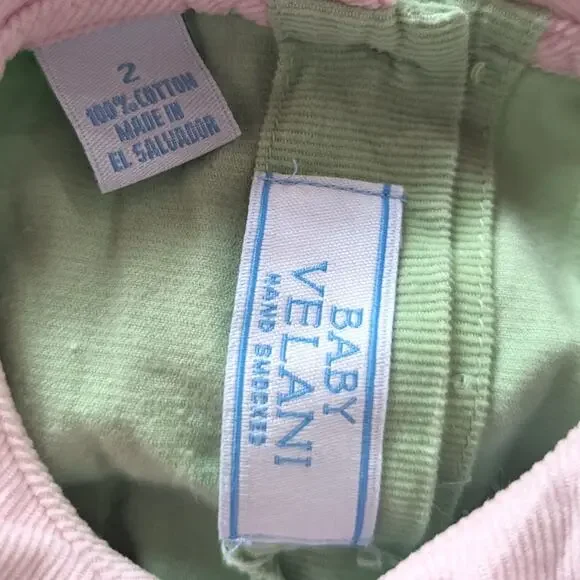 2
100% COTTON
MADE IN
EL SALVADOR
BABY
VELANI
HAND SMOCKED